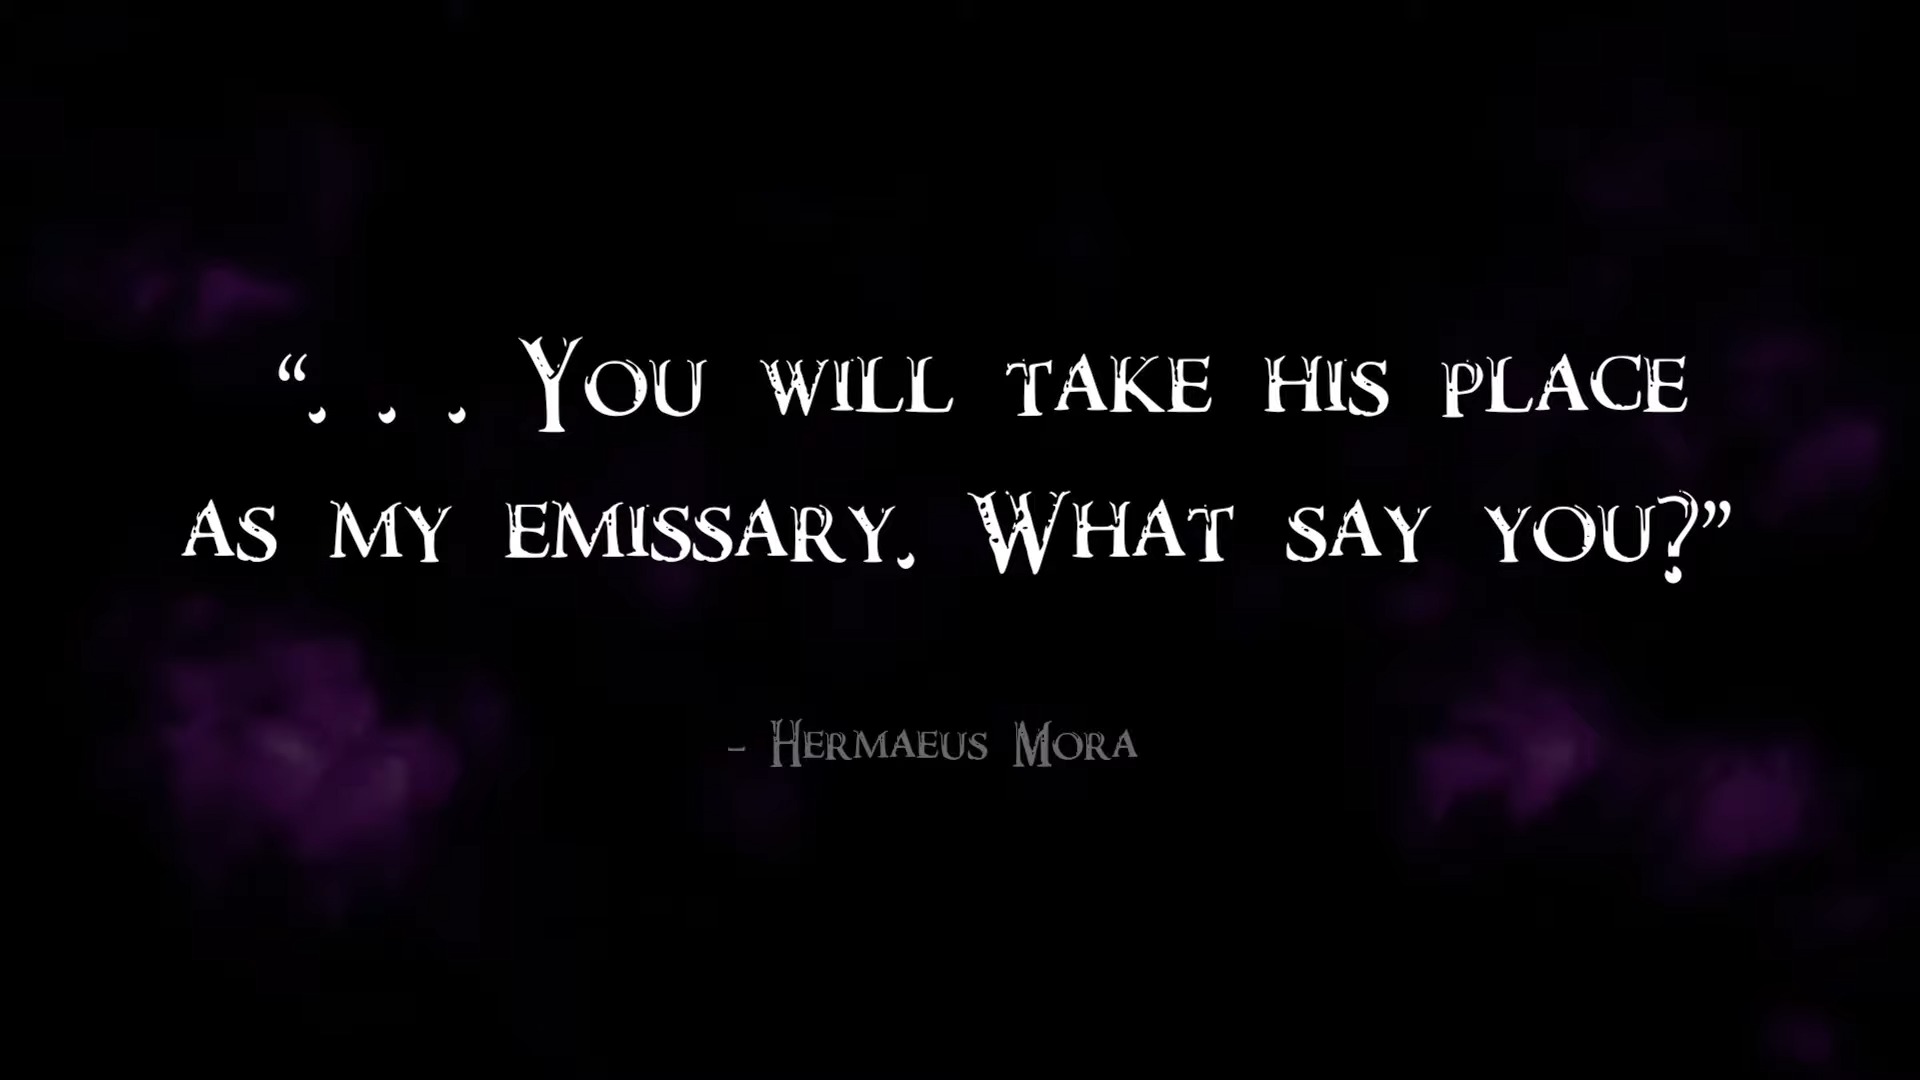 “. . . You will take his place
as my emissary. What say you?”
- Hermaeus Mora